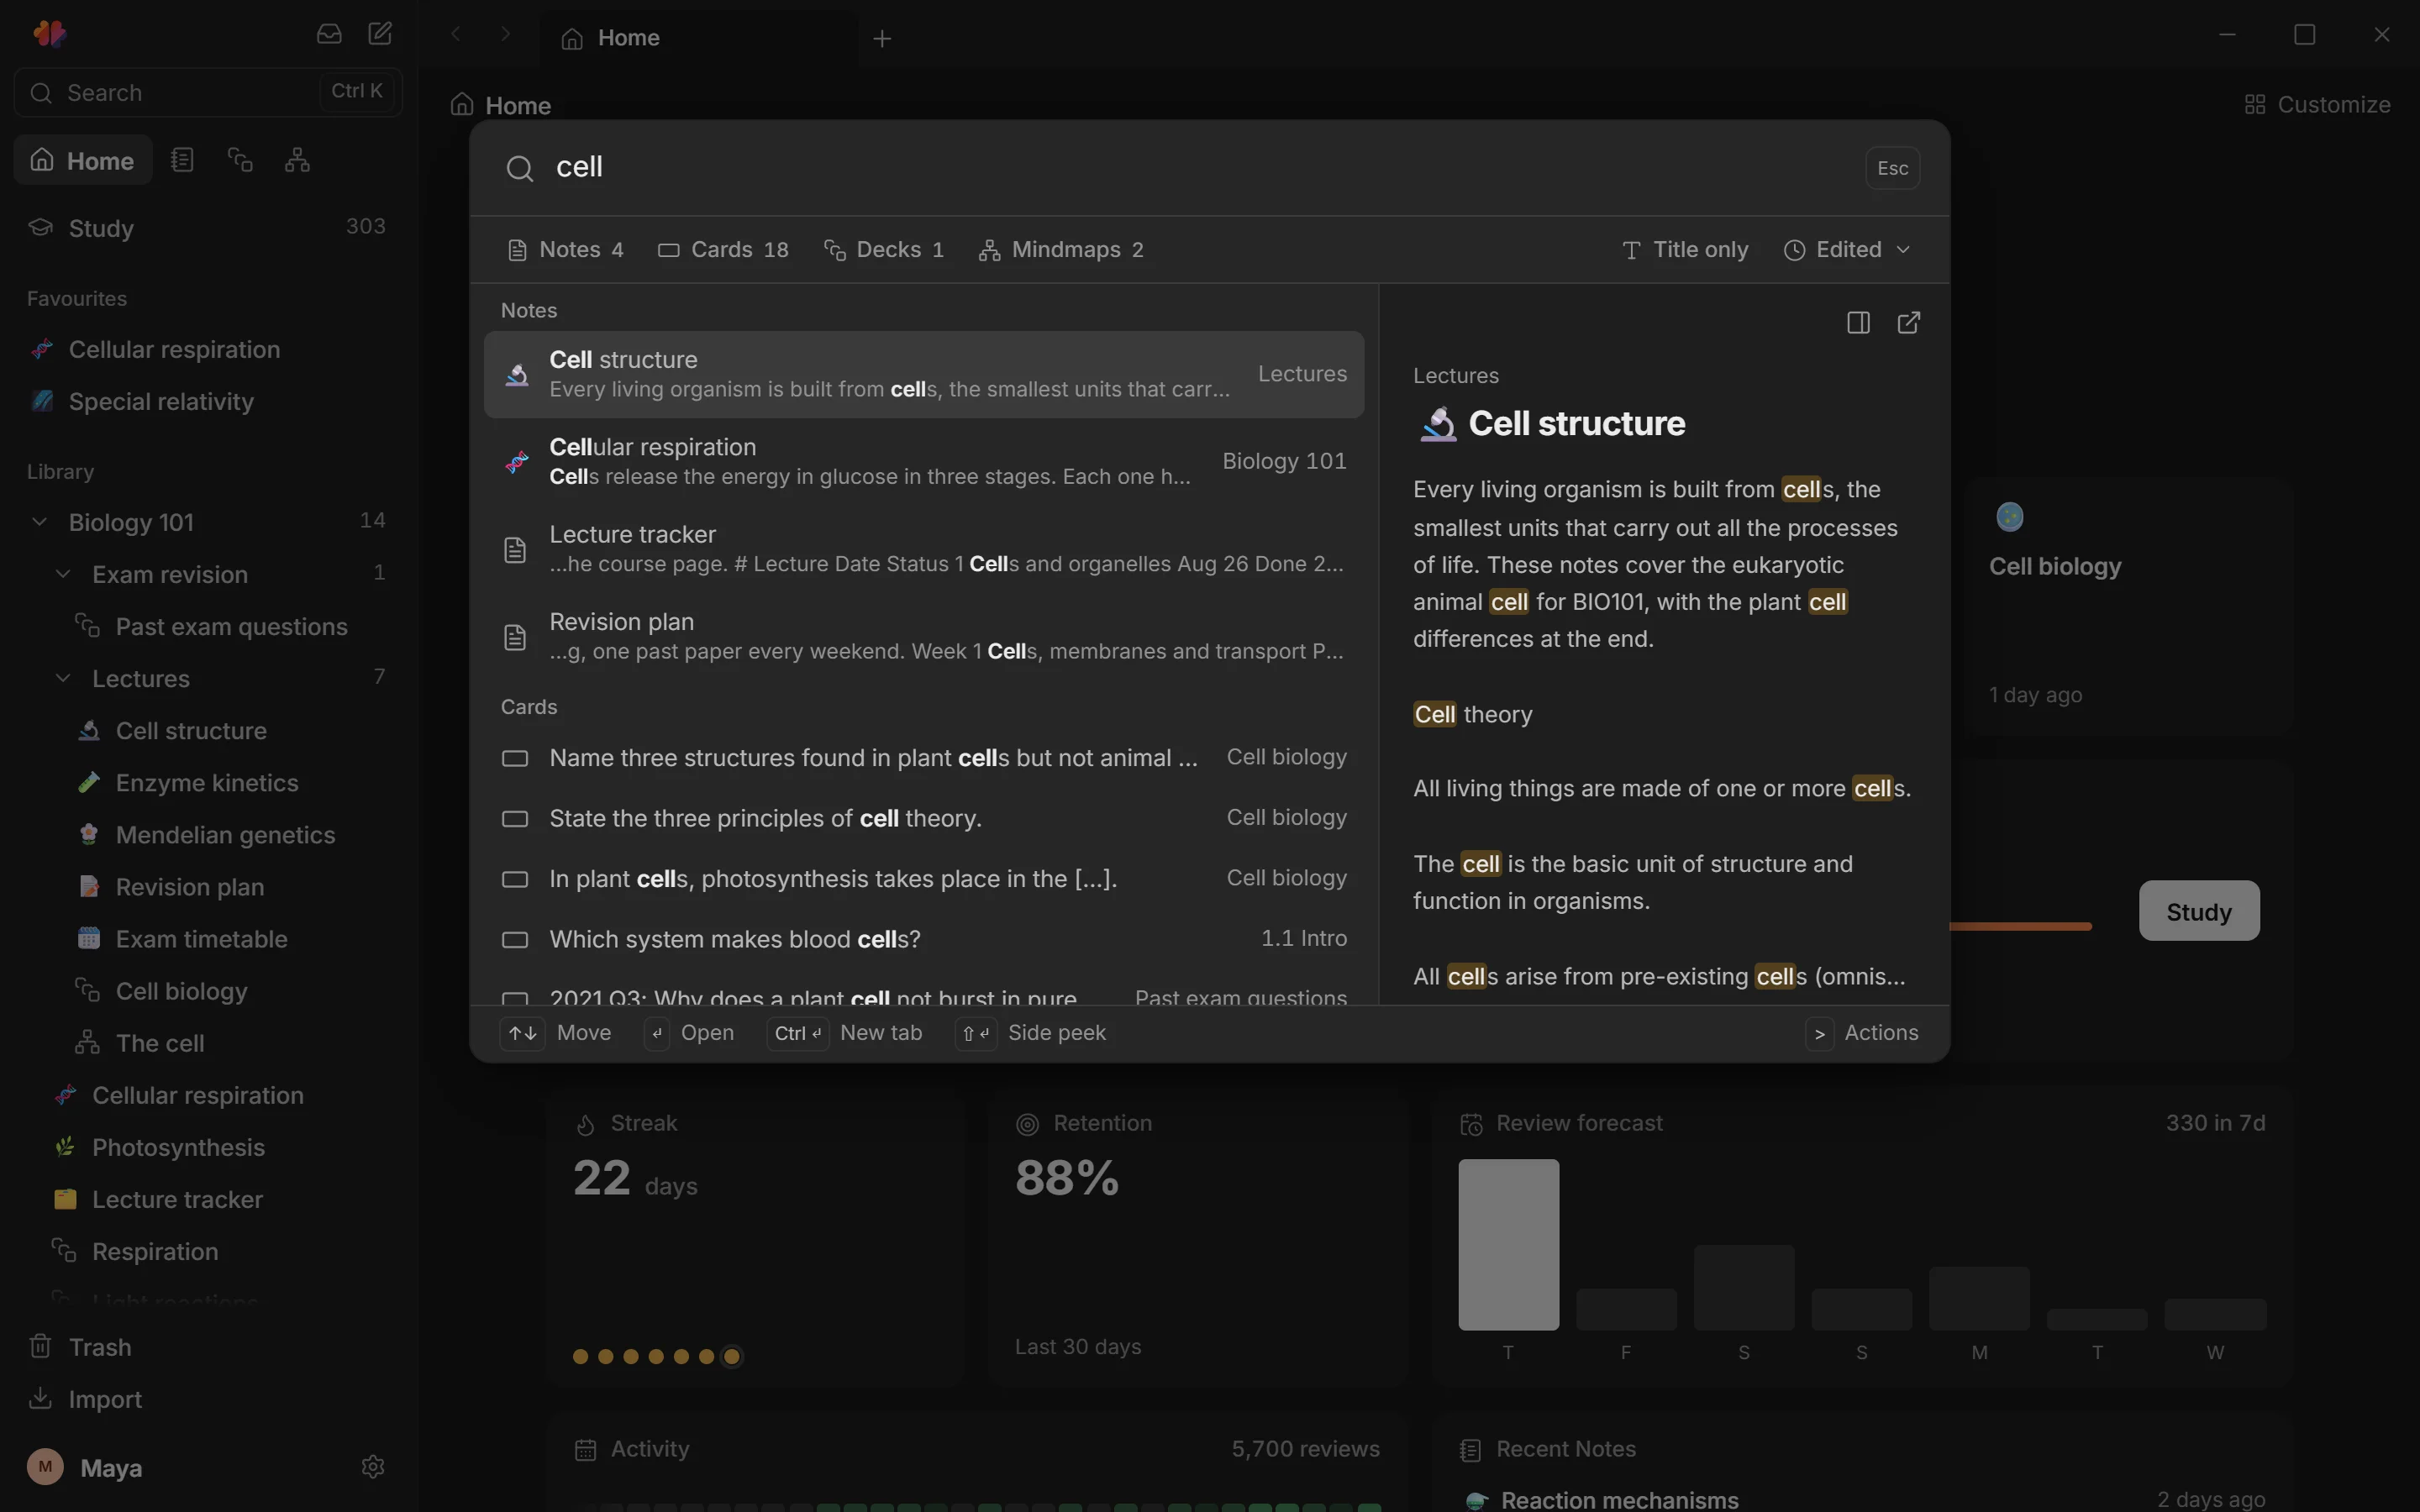 Search
Ctrl K
Home
Study 303
Favourites
Cellular respiration
Special relativity
Library
Biology 101 14
Exam revision 1
Past exam questions
Lectures 7
Cell structure
Enzyme kinetics
Mendelian genetics
Revision plan
Exam timetable
Cell biology
The cell
Cellular respiration
Photosynthesis
Lecture tracker
Respiration
Trash
Import
M Maya
Home
Home
Customize
cell
Esc
Notes 4
Cards 18
Decks 1
Mindmaps 2
Title only
Edited
Notes
Cell structure
Every living organism is built from cells, the smallest units that carr...
Lectures
Cellular respiration
Cells release the energy in glucose in three stages. Each one h...
Biology 101
Lecture tracker
...he course page. # Lecture Date Status 1 Cells and organelles Aug 26 Done 2...
Revision plan
...g, one past paper every weekend. Week 1 Cells, membranes and transport P...
Cards
Name three structures found in plant cells but not animal ...
Cell biology
State the three principles of cell theory.
Cell biology
In plant cells, photosynthesis takes place in the [...].
Cell biology
Which system makes blood cells?
1.1 Intro
2021 Q3: Why does a plant cell not burst in pure
Past exam questions
Lectures
Cell structure
Every living organism is built from cells, the
smallest units that carry out all the processes
of life. These notes cover the eukaryotic
animal cell for BIO101, with the plant cell
differences at the end.
Cell theory
All living things are made of one or more cells.
The cell is the basic unit of structure and
function in organisms.
All cells arise from pre-existing cells (omnis...
Move
Open
Ctrl New tab
Side peek
> Actions
Cell biology
1 day ago
Study
Streak
22 days
Retention
88%
Last 30 days
Review forecast
330 in 7d
T F S S M T W
Activity
5,700 reviews
Recent Notes
Reaction mechanisms
2 days ago